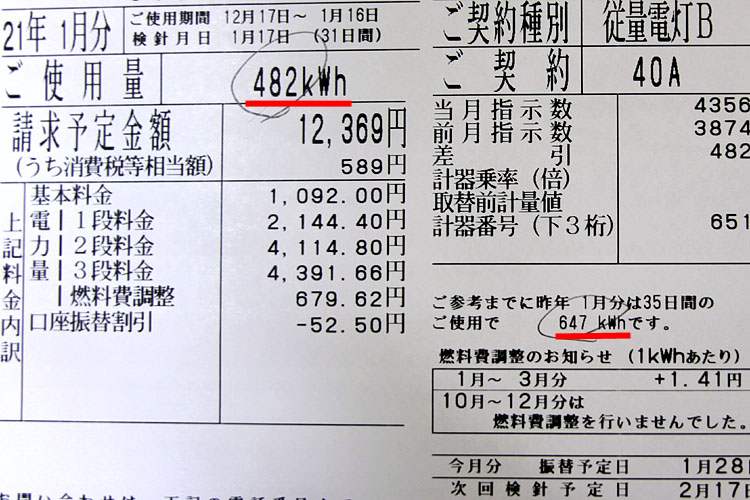 21年 1月分
ご使用期間 12月17日～ 1月16日
検針月日 1月17日 (31日間)
ご使用量 482kWh
請求予定金額 12,369円
(うち消費税等相当額) 589円
上記料金内訳
基本料金 1,092.00円
電力量
1段料金 2,144.40円
2段料金 4,114.80円
3段料金 4,391.66円
燃料費調整 679.62円
口座振替割引 -52.50円
ご契約種別 従量電灯B
ご契約 40A
当月指示数 4356
前月指示数 3874
差引 482
計器乗率(倍)
取替前計量値
計器番号(下3桁) 651
ご参考までに昨年 1月分は35日間の
ご使用で 647 kWhです。
燃料費調整のお知らせ (1kWhあたり)
1月～ 3月分 +1.41円
10月～12月分は
燃料費調整を行いませんでした。
今月分 振替予定日 1月28日
次回検針予定日 2月17日